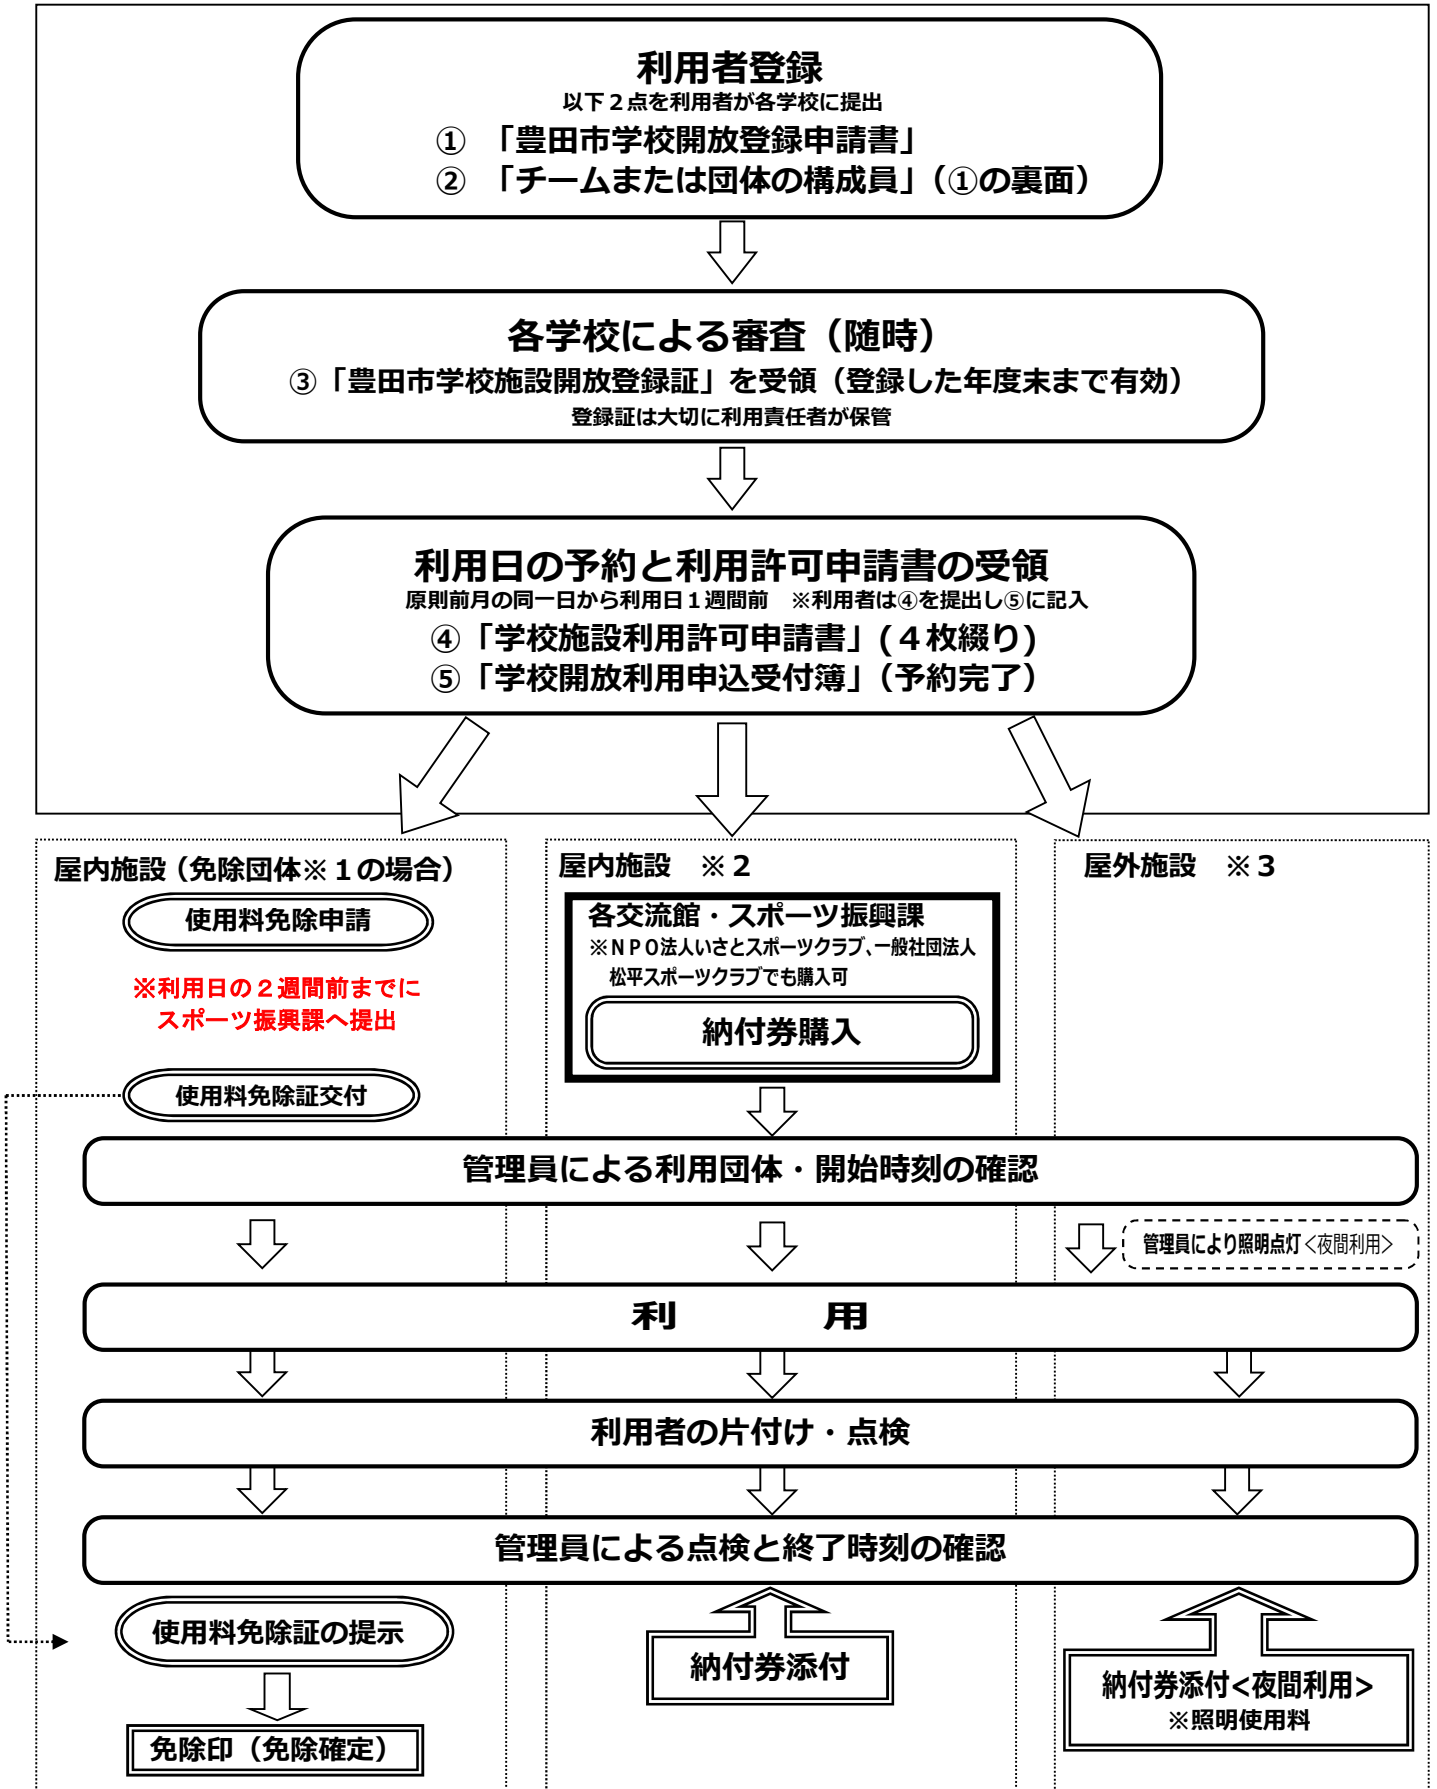 利用者登録
以下２点を利用者が各学校に提出
① 「豊田市学校開放登録申請書」
② 「チームまたは団体の構成員」（①の裏面）
各学校による審査（随時）
③「豊田市学校施設開放登録証」を受領（登録した年度末まで有効）
登録証は大切に利用責任者が保管
利用日の予約と利用許可申請書の受領
原則前月の同一日から利用日１週間前　※利用者は④を提出し⑤に記入
④「学校施設利用許可申請書」(４枚綴り)
⑤「学校開放利用申込受付簿」（予約完了）
屋内施設（免除団体※１の場合）
使用料免除申請
※利用日の２週間前までに
スポーツ振興課へ提出
使用料免除証交付
屋内施設　※２
各交流館・スポーツ振興課
※ＮＰＯ法人いさとスポーツクラブ、一般社団法人
松平スポーツクラブでも購入可
納付券購入
屋外施設　※３
管理員による利用団体・開始時刻の確認
管理員により照明点灯＜夜間利用＞
利　用
利用者の片付け・点検
管理員による点検と終了時刻の確認
使用料免除証の提示
免除印（免除確定）
納付券添付
納付券添付<夜間利用>
※照明使用料